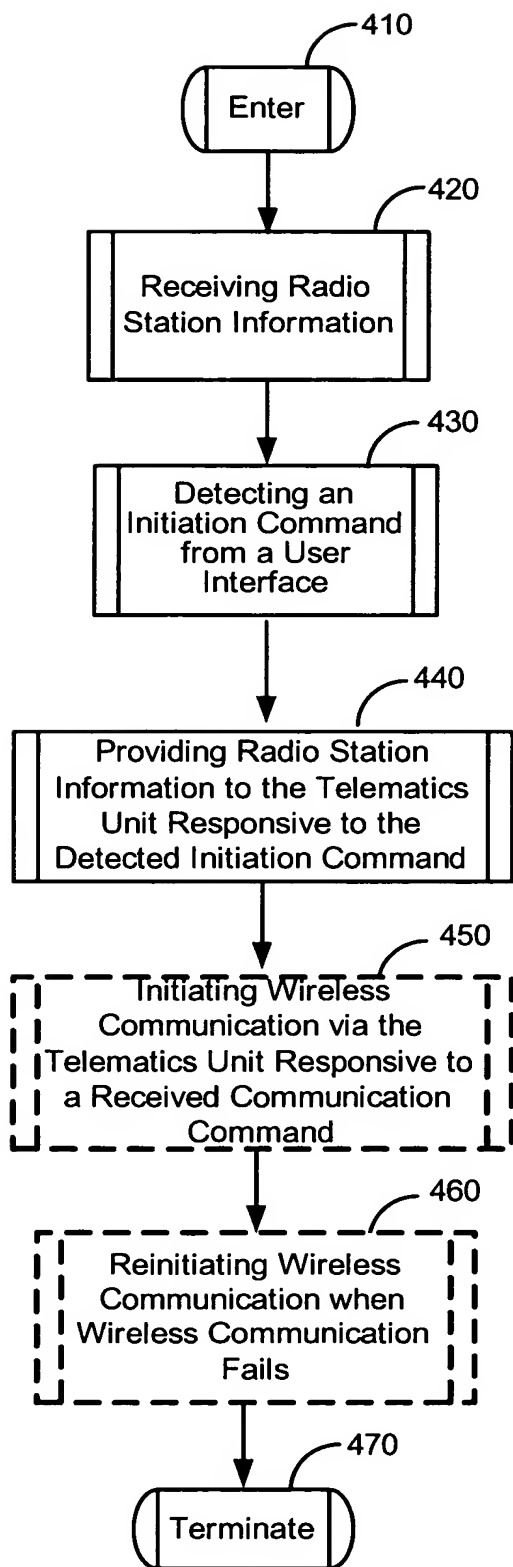 410
Enter
420
Receiving Radio
Station Information
430
Detecting an
Initiation Command
from a User
Interface
440
Providing Radio Station
Information to the Telematics
Unit Responsive to the
Detected Initiation Command
450
Initiating Wireless
Communication via the
Telematics Unit Responsive to
a Received Communication
Command
460
Reinitiating Wireless
Communication when
Wireless Communication
Fails
470
Terminate